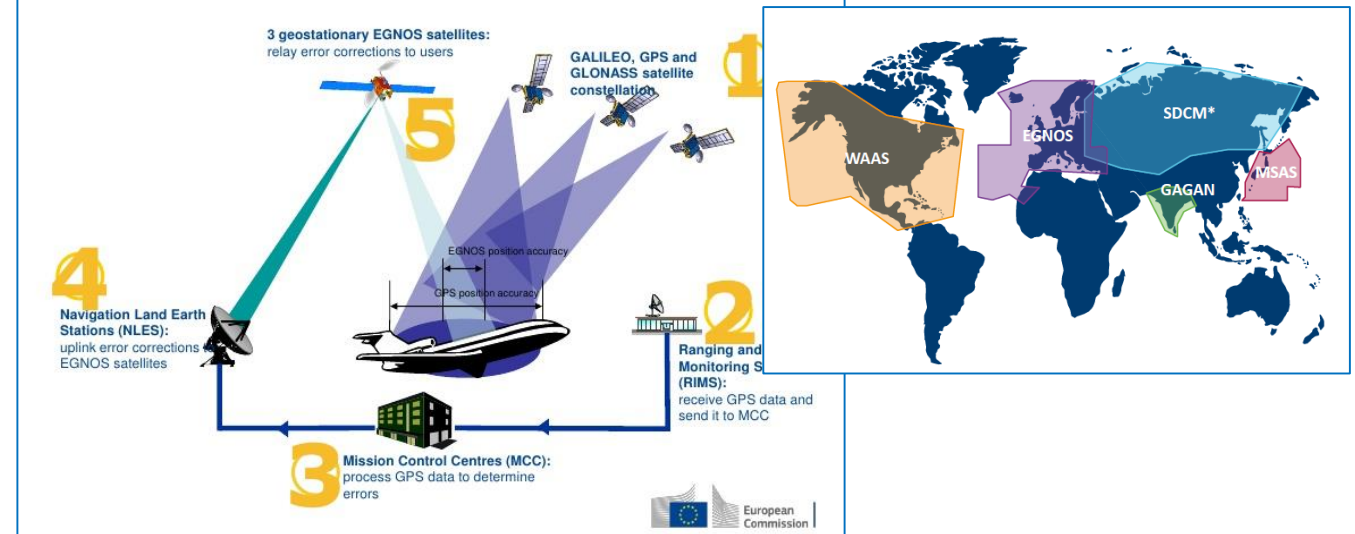 3 geostationary EGNOS satellites:
relay error corrections to users
GALILEO, GPS and
GLONASS satellite
constellation
1
5
EGNOS position accuracy
GPS position accuracy
4
Navigation Land Earth
Stations (NLES):
uplink error corrections
EGNOS satellites
2
Ranging and
Monitoring S
(RIMS):
receive GPS data and
send it to MCC
3
Mission Control Centres (MCC):
process GPS data to determine
errors
European
Commission
WAAS
EGNOS
SDCM*
MSAS
GAGAN